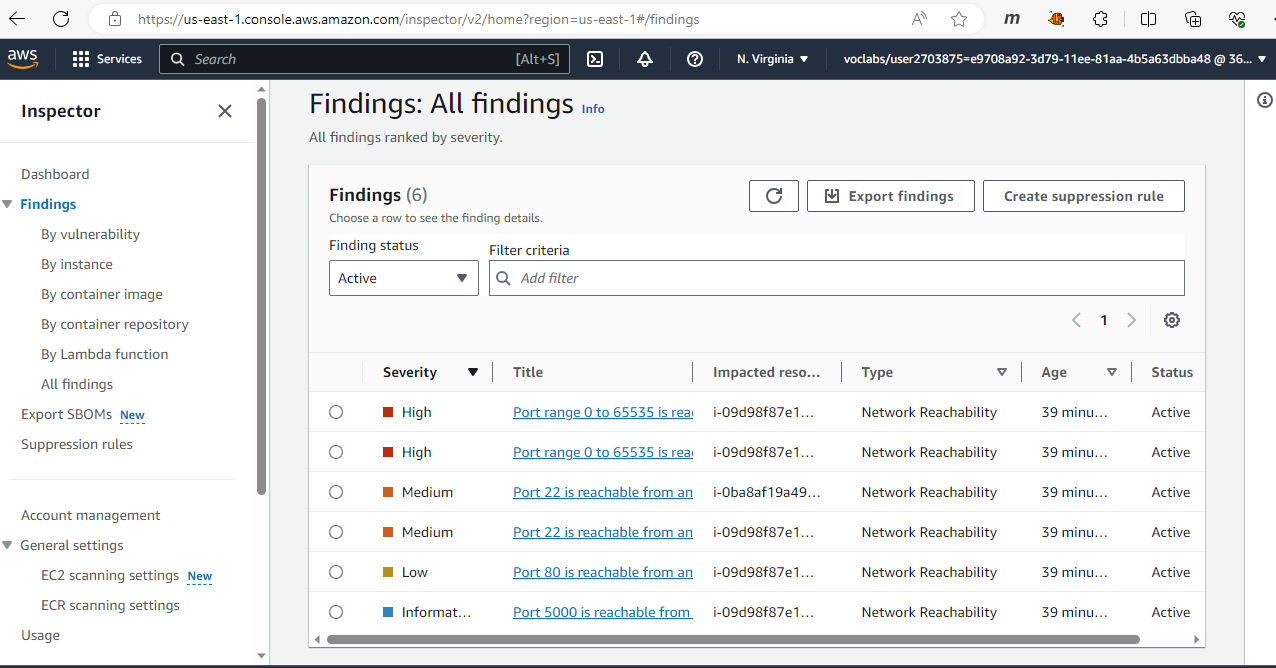 https://us-east-1.console.aws.amazon.com/inspector/v2/home?region=us-east-1#/findings
aws Services Search [Alt+S] N. Virginia voclabs/user2703875=e9708a92-3d79-11ee-81aa-4b5a63dbba48 @ 36...
Inspector
Dashboard
Findings
By vulnerability
By instance
By container image
By container repository
By Lambda function
All findings
Export SBOMs New
Suppression rules
Account management
General settings
EC2 scanning settings New
ECR scanning settings
Usage
Findings: All findings Info
All findings ranked by severity.
Findings (6)
Choose a row to see the finding details.
Export findings
Create suppression rule
Finding status
Active
Filter criteria
Add filter
1
Severity Title Impacted reso... Type Age Status
High Port range 0 to 65535 is rea i-09d98f87e1... Network Reachability 39 minu... Active
High Port range 0 to 65535 is rea i-09d98f87e1... Network Reachability 39 minu... Active
Medium Port 22 is reachable from an i-0ba8af19a49... Network Reachability 39 minu... Active
Medium Port 22 is reachable from an i-09d98f87e1... Network Reachability 39 minu... Active
Low Port 80 is reachable from an i-09d98f87e1... Network Reachability 39 minu... Active
Informat... Port 5000 is reachable from i-09d98f87e1... Network Reachability 39 minu... Active